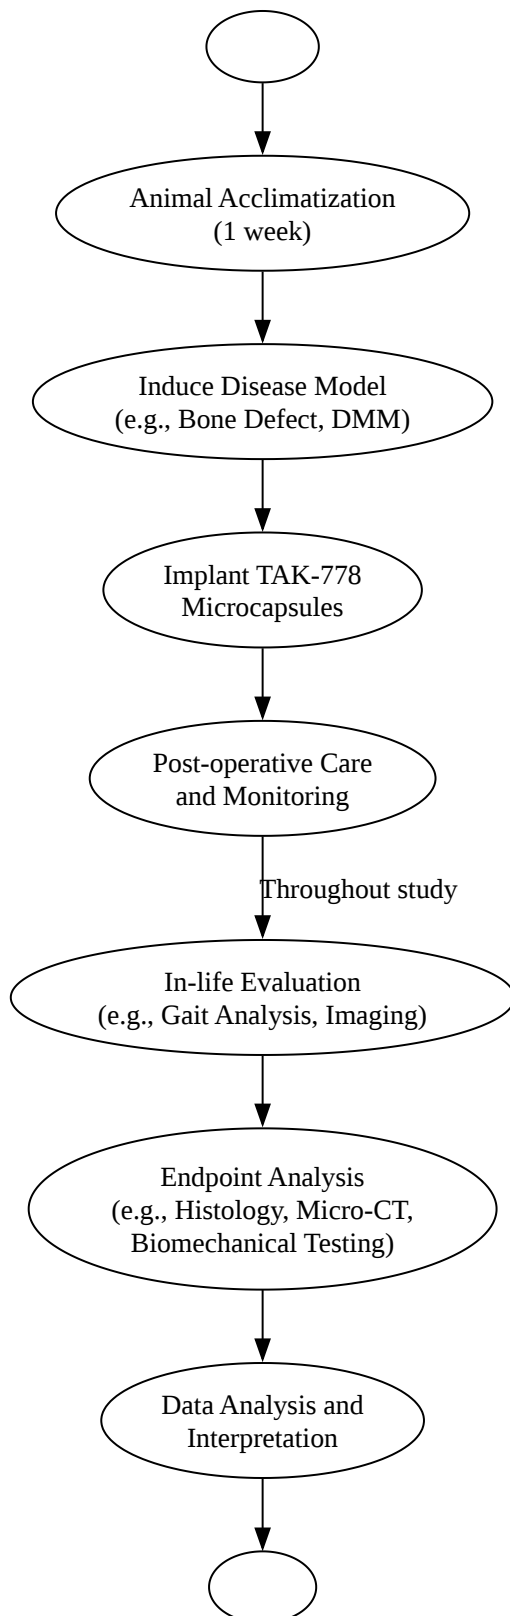 Animal Acclimatization
(1 week)
Induce Disease Model
(e.g., Bone Defect, DMM)
Implant TAK-778
Microcapsules
Post-operative Care
and Monitoring
Throughout study
In-life Evaluation
(e.g., Gait Analysis, Imaging)
Endpoint Analysis
(e.g., Histology, Micro-CT,
Biomechanical Testing)
Data Analysis and
Interpretation